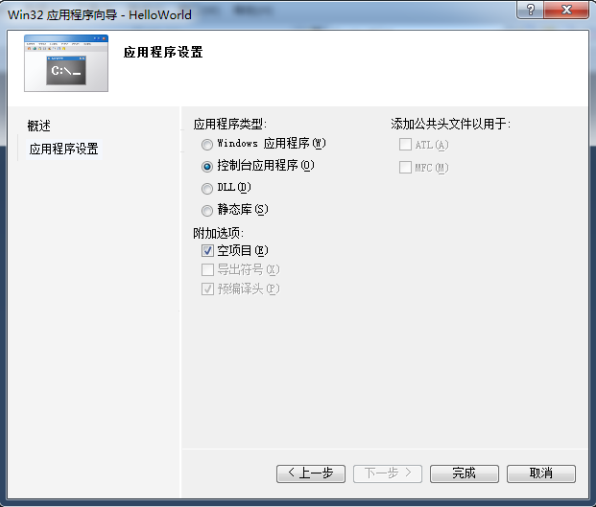 Win32 应用程序向导 - HelloWorld
应用程序设置
C:\_
概述
应用程序设置
应用程序类型:
Windows 应用程序(W)
控制台应用程序(O)
DLL(D)
静态库(S)
附加选项:
空项目(E)
导出符号(X)
预编译头(P)
添加公共头文件以用于:
ATL(A)
MFC(M)
< 上一步
下一步 >
完成
取消